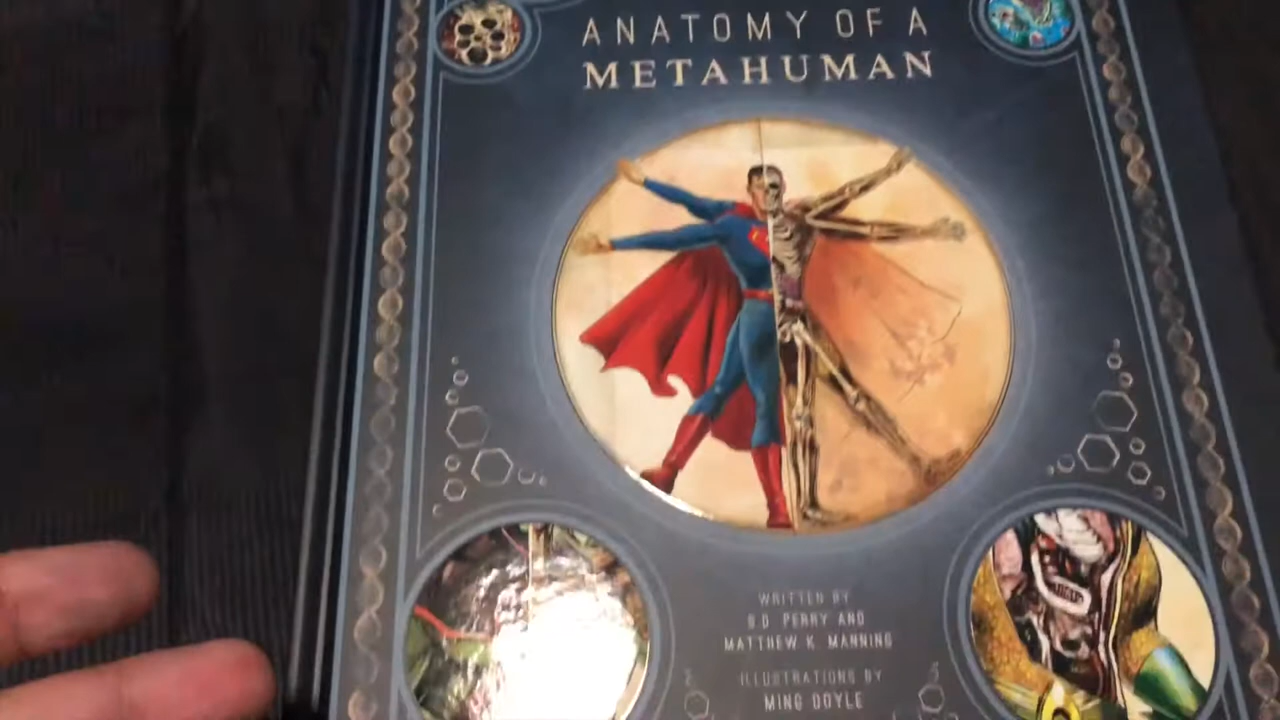 ANATOMY OF A
METAHUMAN
WRITTEN BY
S.D. PERRY AND
MATTHEW K. MANNING
ILLUSTRATIONS BY
MING DOYLE